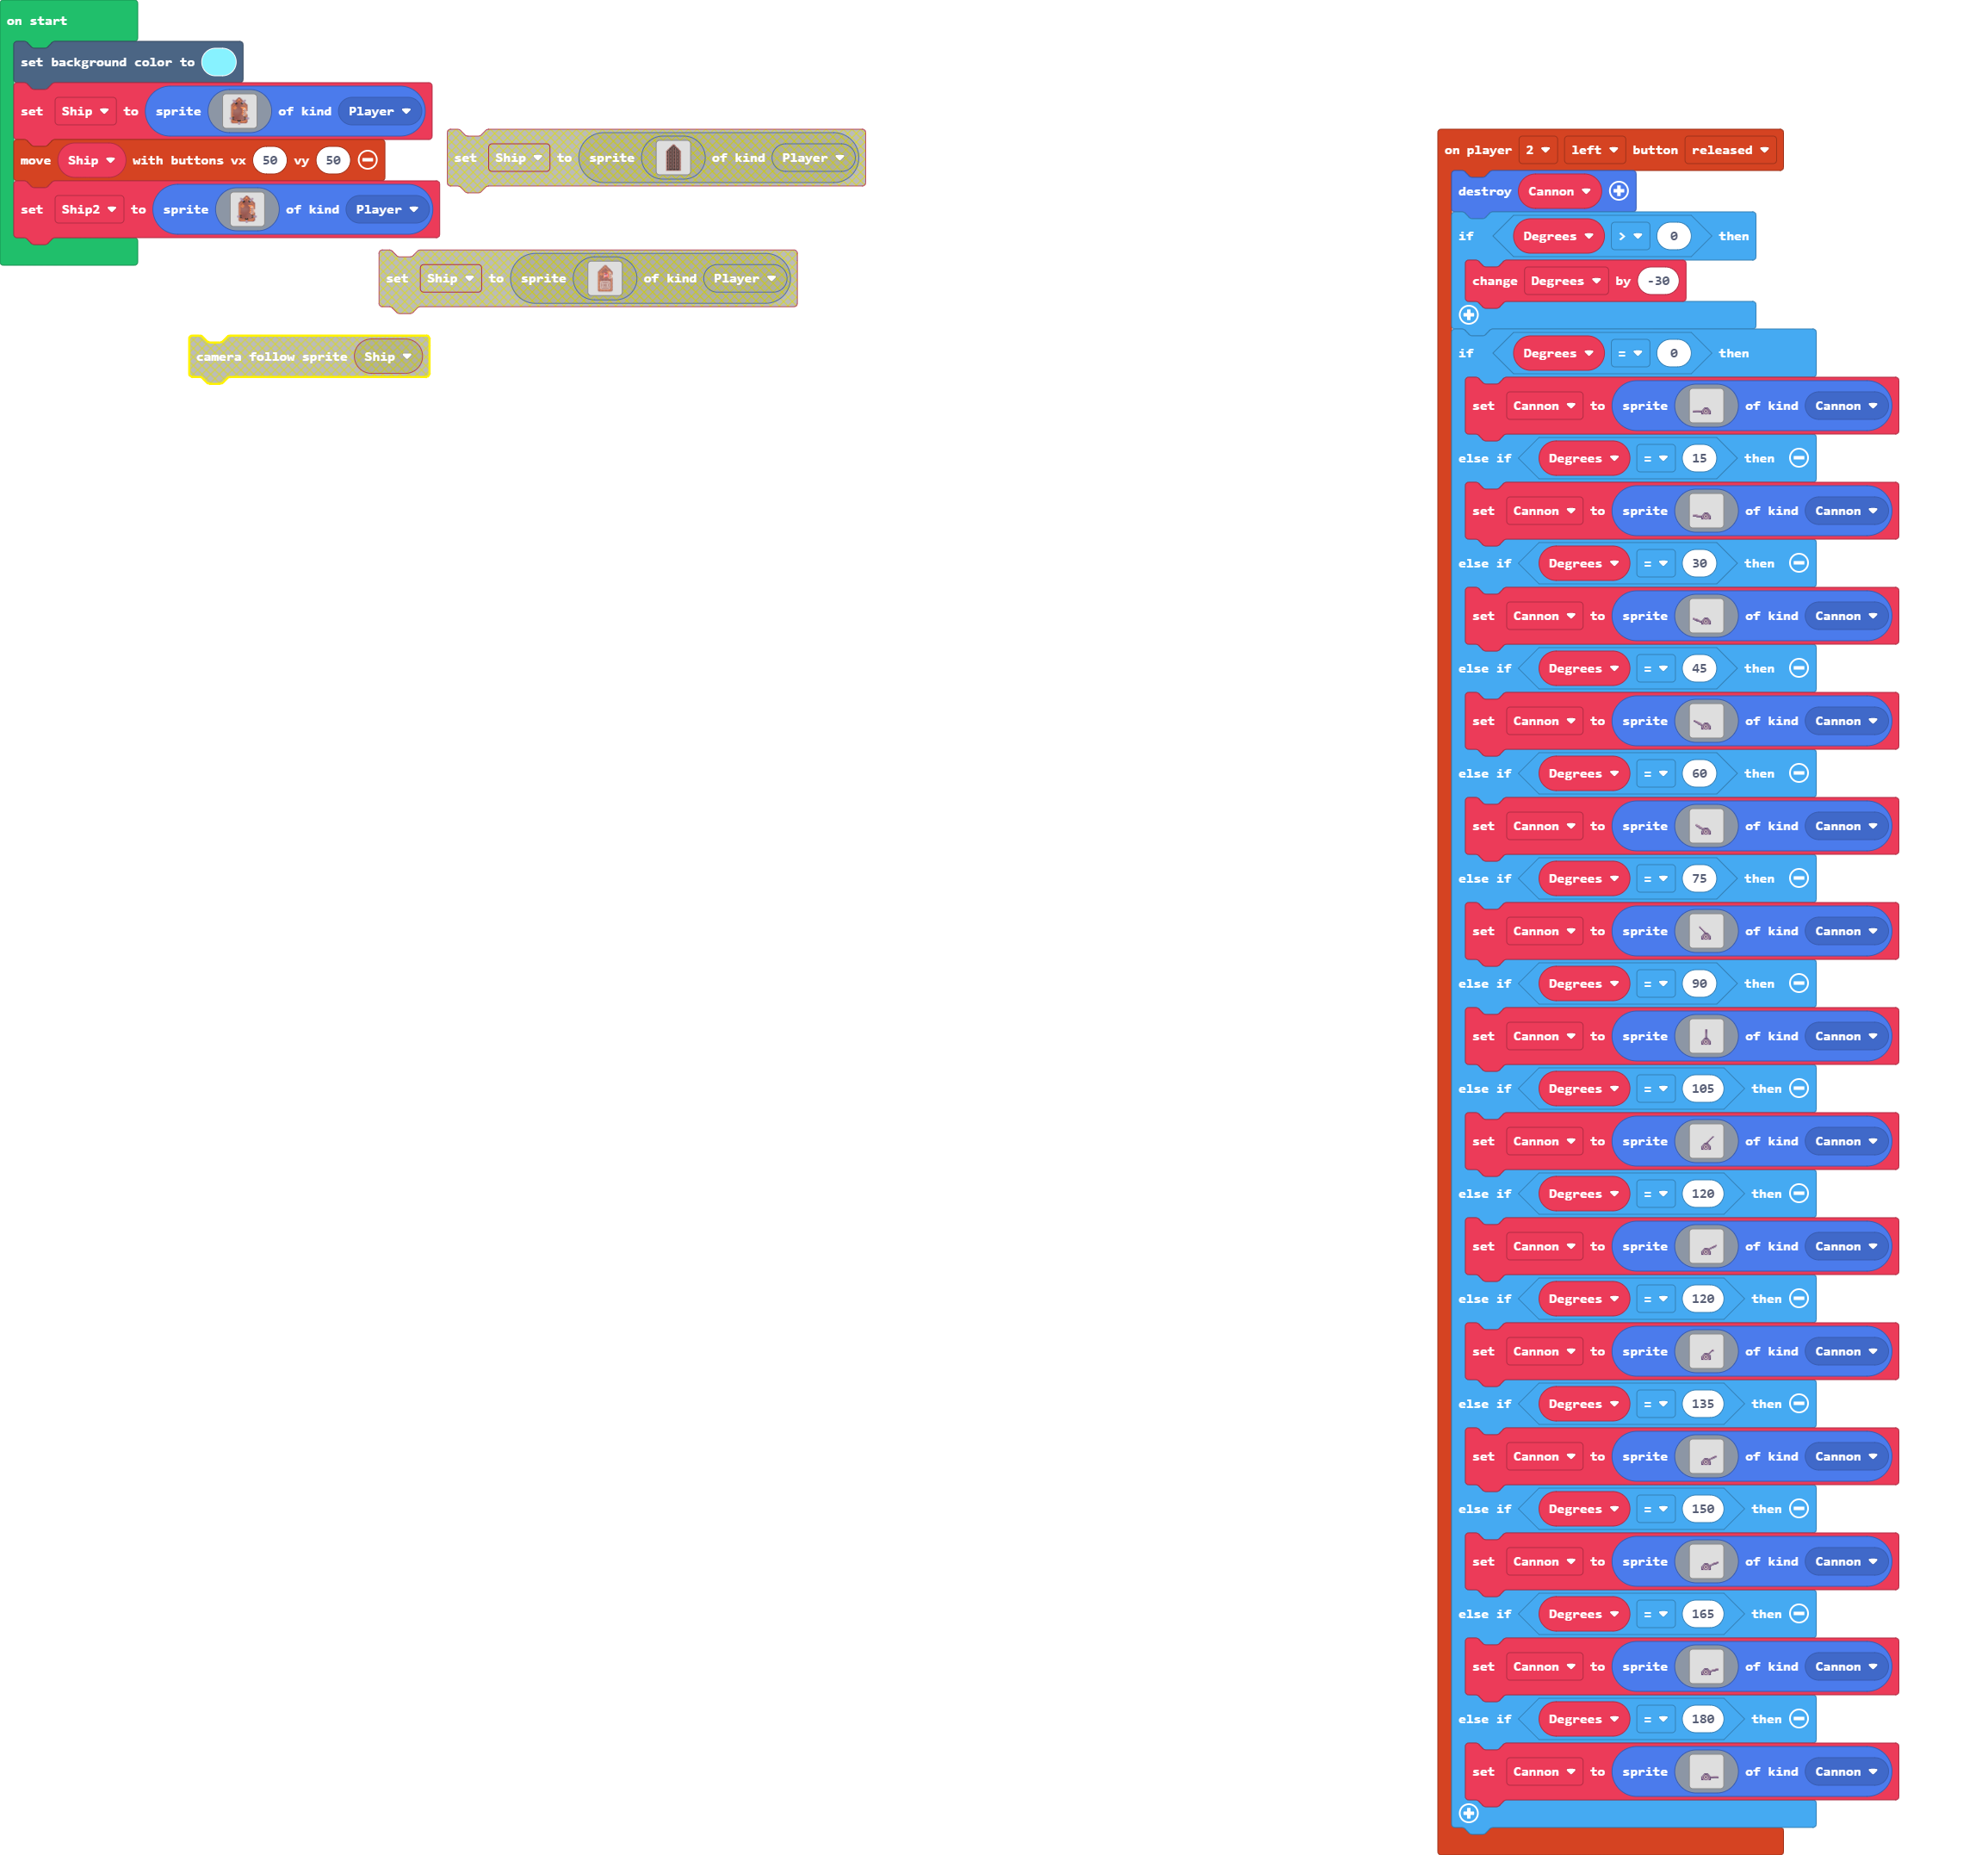 on start
set background color to
set Ship to sprite of kind Player
move Ship with buttons vx 50 vy 50
set Ship2 to sprite of kind Player
set Ship to sprite of kind Player
set Ship to sprite of kind Player
camera follow sprite Ship
on player 2 left button released
destroy Cannon
if Degrees > 0 then
change Degrees by -30
if Degrees = 0 then
set Cannon to sprite of kind Cannon
else if Degrees = 15 then
set Cannon to sprite of kind Cannon
else if Degrees = 30 then
set Cannon to sprite of kind Cannon
else if Degrees = 45 then
set Cannon to sprite of kind Cannon
else if Degrees = 60 then
set Cannon to sprite of kind Cannon
else if Degrees = 75 then
set Cannon to sprite of kind Cannon
else if Degrees = 90 then
set Cannon to sprite of kind Cannon
else if Degrees = 105 then
set Cannon to sprite of kind Cannon
else if Degrees = 120 then
set Cannon to sprite of kind Cannon
else if Degrees = 120 then
set Cannon to sprite of kind Cannon
else if Degrees = 135 then
set Cannon to sprite of kind Cannon
else if Degrees = 150 then
set Cannon to sprite of kind Cannon
else if Degrees = 165 then
set Cannon to sprite of kind Cannon
else if Degrees = 180 then
set Cannon to sprite of kind Cannon